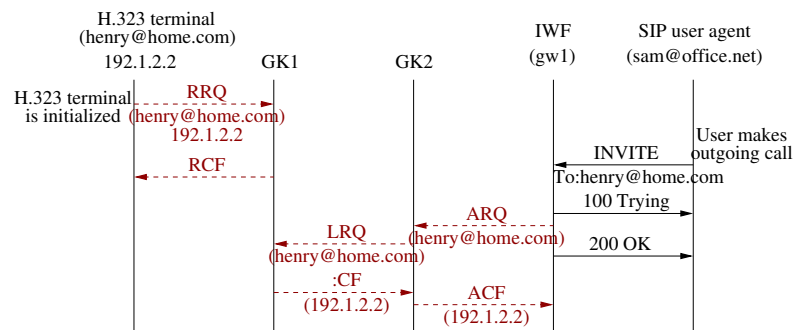 H.323 terminal
(henry@home.com)
192.1.2.2
GK1
GK2
IWF
(gw1)
SIP user agent
(sam@office.net)
H.323 terminal
is initialized
RRQ
(henry@home.com)
192.1.2.2
RCF
User makes
outgoing call
INVITE
To:henry@home.com
100 Trying
ARQ
(henry@home.com)
LRQ
(henry@home.com)
200 OK
:CF
(192.1.2.2)
ACF
(192.1.2.2)